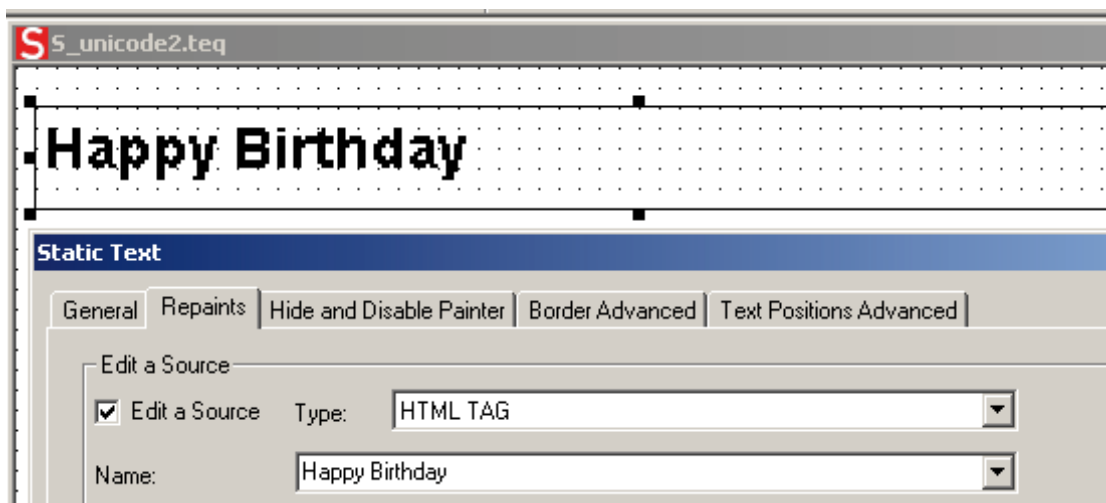 S S_unicode2.teq
Happy Birthday
Static Text
General Repaints Hide and Disable Painter Border Advanced Text Positions Advanced
Edit a Source
Edit a Source Type: HTML TAG
Name: Happy Birthday